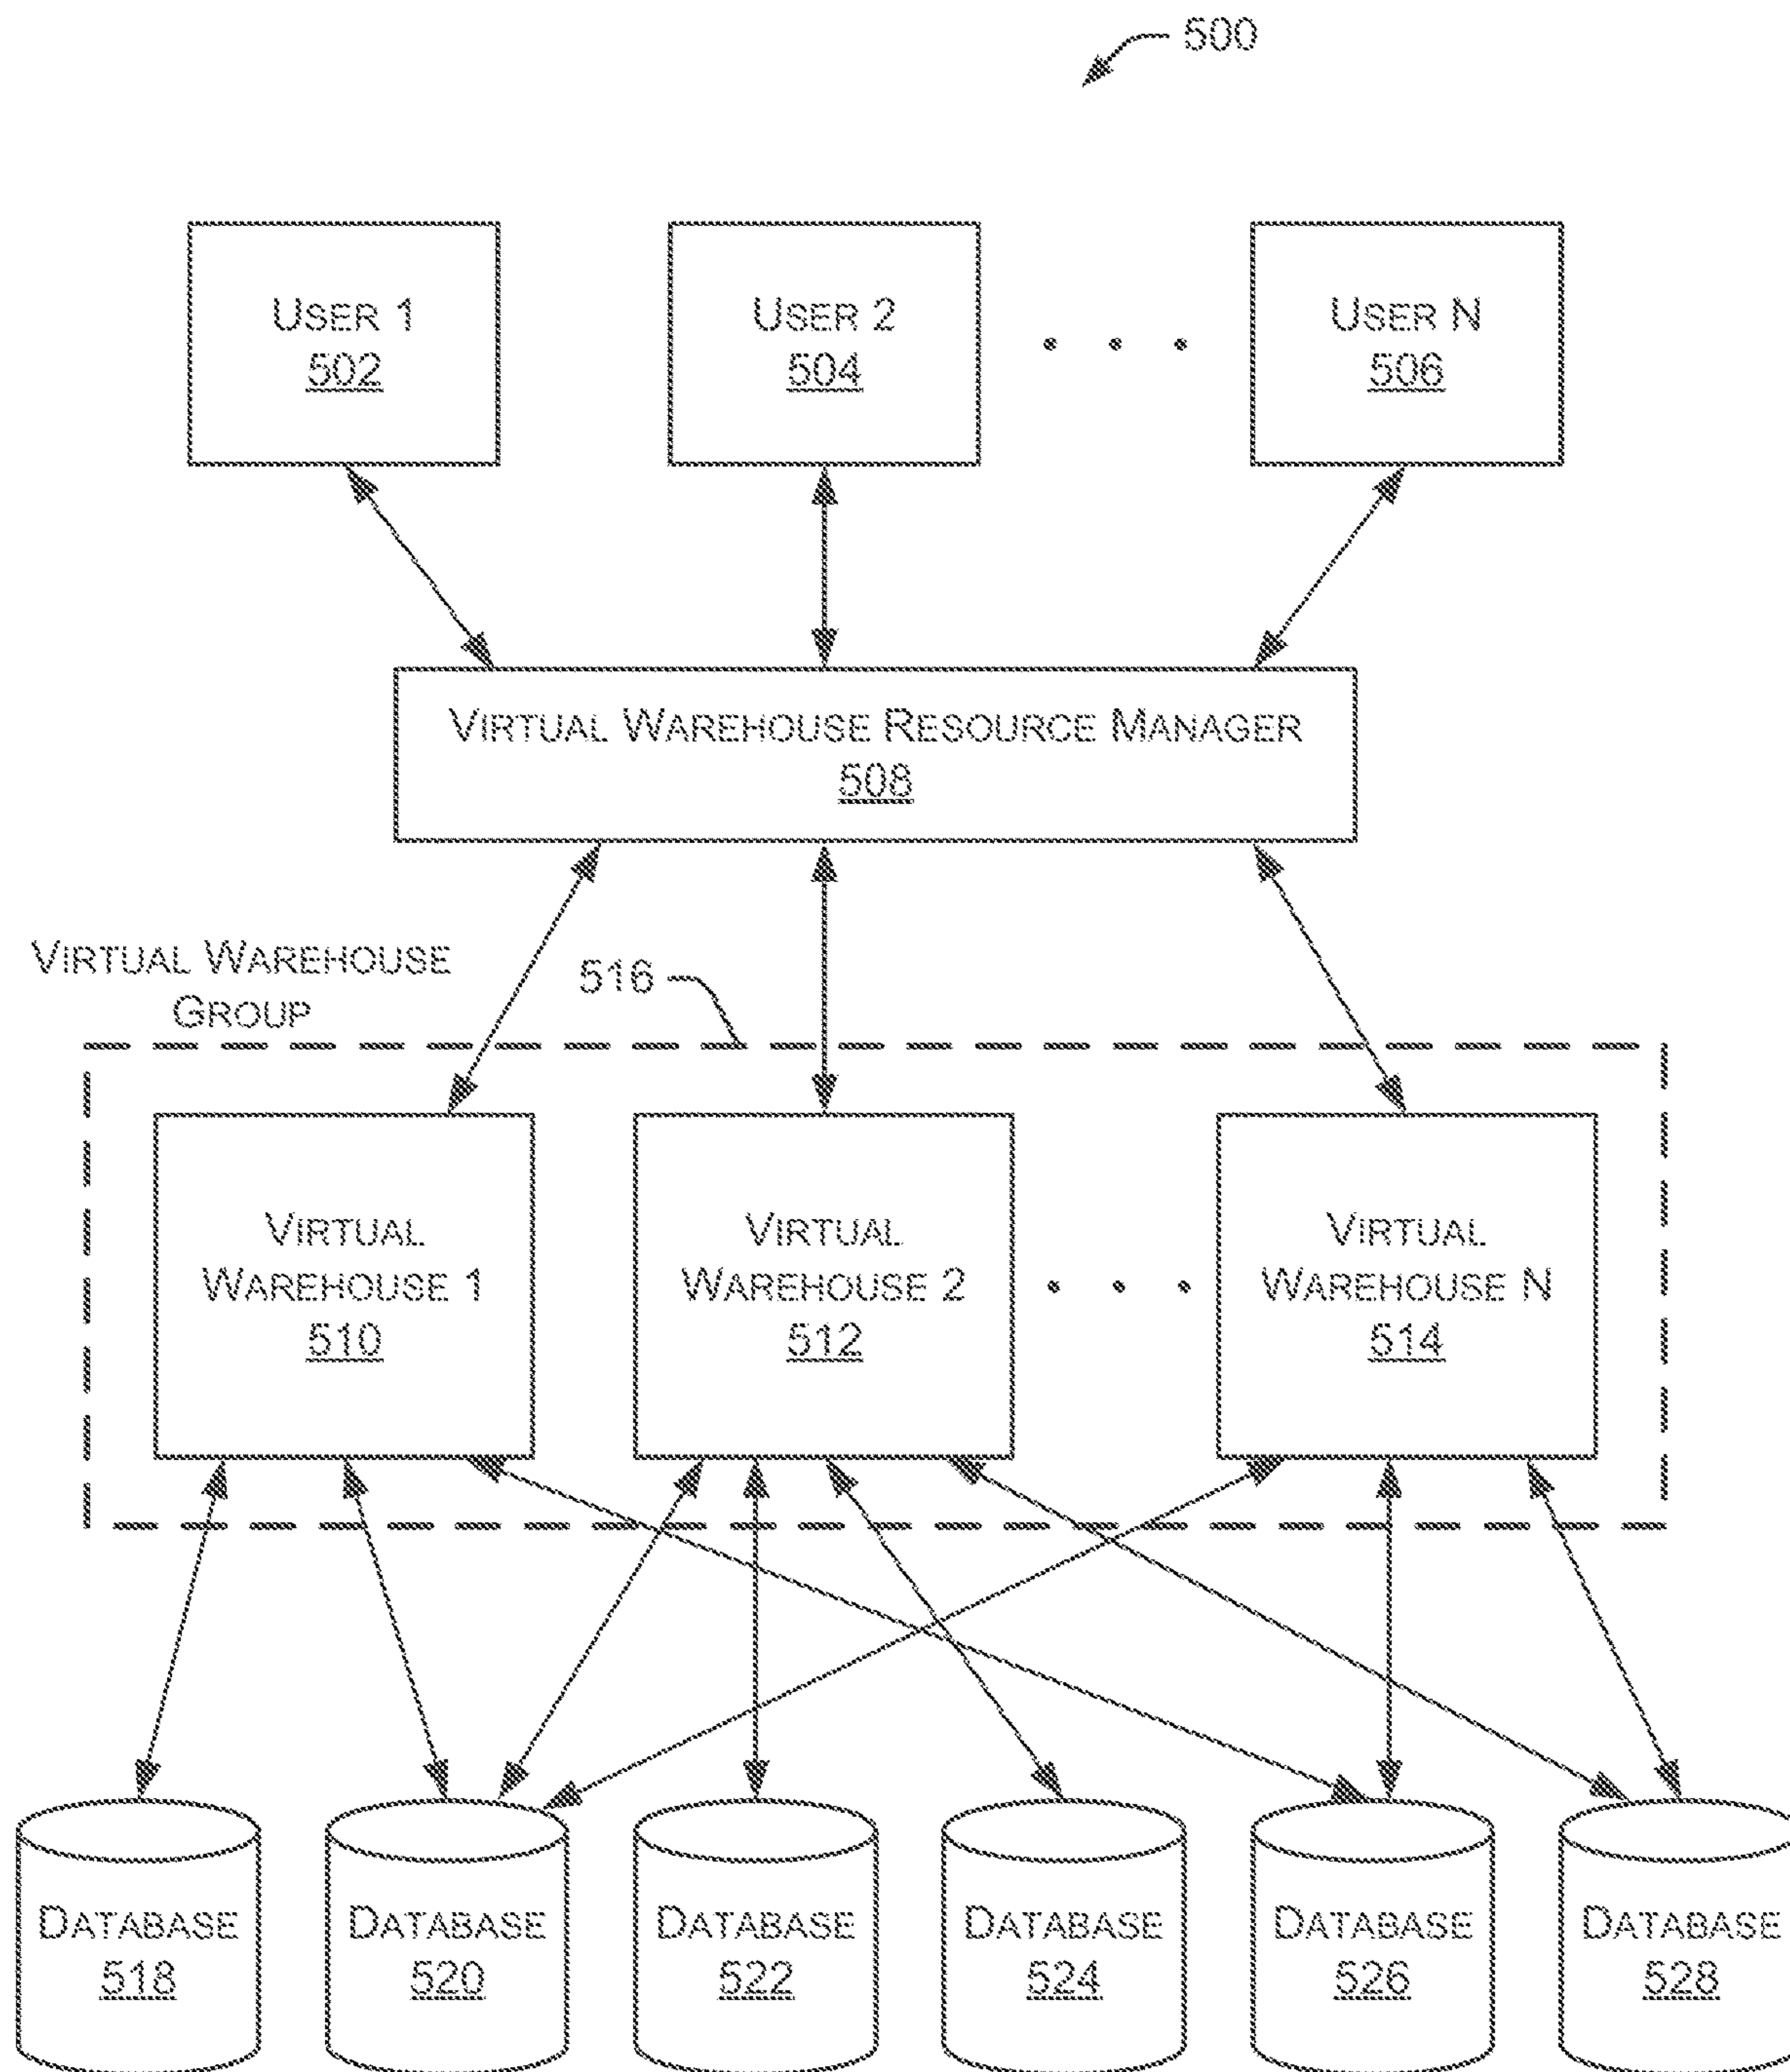 500
USER 1
502
USER 2
504
USER N
506
VIRTUAL WAREHOUSE RESOURCE MANAGER
508
VIRTUAL WAREHOUSE
GROUP
516
VIRTUAL
WAREHOUSE 1
510
VIRTUAL
WAREHOUSE 2
512
VIRTUAL
WAREHOUSE N
514
DATABASE
518
DATABASE
520
DATABASE
522
DATABASE
524
DATABASE
526
DATABASE
528